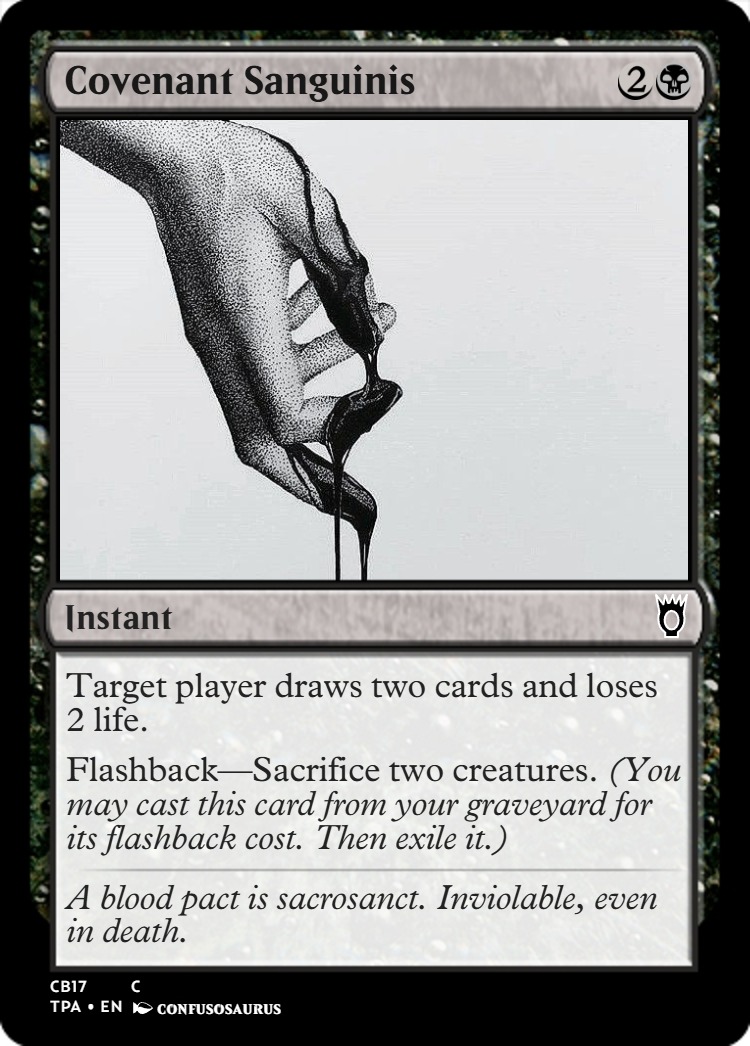 Covenant Sanguinis 2
Instant
Target player draws two cards and loses
2 life.
Flashback—Sacrifice two creatures. (You
may cast this card from your graveyard for
its flashback cost. Then exile it.)
A blood pact is sacrosanct. Inviolable, even
in death.
CB17 C
TPA • EN CONFUSOSAURUS